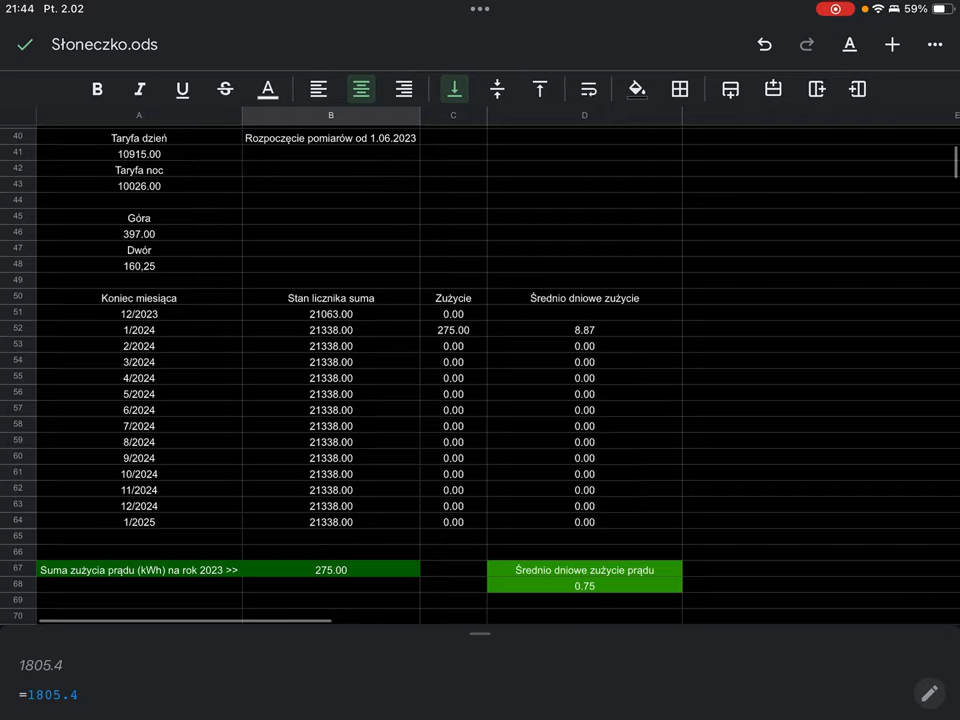 21:44 Pt. 2.02 59%
Słoneczko.ods
B I U S A A
A B C D E
40 Taryfa dzień Rozpoczęcie pomiarów od 1.06.2023
41 10915.00
42 Taryfa noc
43 10026.00
44
45 Góra
46 397.00
47 Dwór
48 160,25
49
50 Koniec miesiąca Stan licznika suma Zużycie Średnio dniowe zużycie
51 12/2023 21063.00 0.00
52 1/2024 21338.00 275.00 8.87
53 2/2024 21338.00 0.00 0.00
54 3/2024 21338.00 0.00 0.00
55 4/2024 21338.00 0.00 0.00
56 5/2024 21338.00 0.00 0.00
57 6/2024 21338.00 0.00 0.00
58 7/2024 21338.00 0.00 0.00
59 8/2024 21338.00 0.00 0.00
60 9/2024 21338.00 0.00 0.00
61 10/2024 21338.00 0.00 0.00
62 11/2024 21338.00 0.00 0.00
63 12/2024 21338.00 0.00 0.00
64 1/2025 21338.00 0.00 0.00
65
66
67 Suma zużycia prądu (kWh) na rok 2023 >> 275.00 Średnio dniowe zużycie prądu
68 0.75
69
70
1805.4
=1805.4